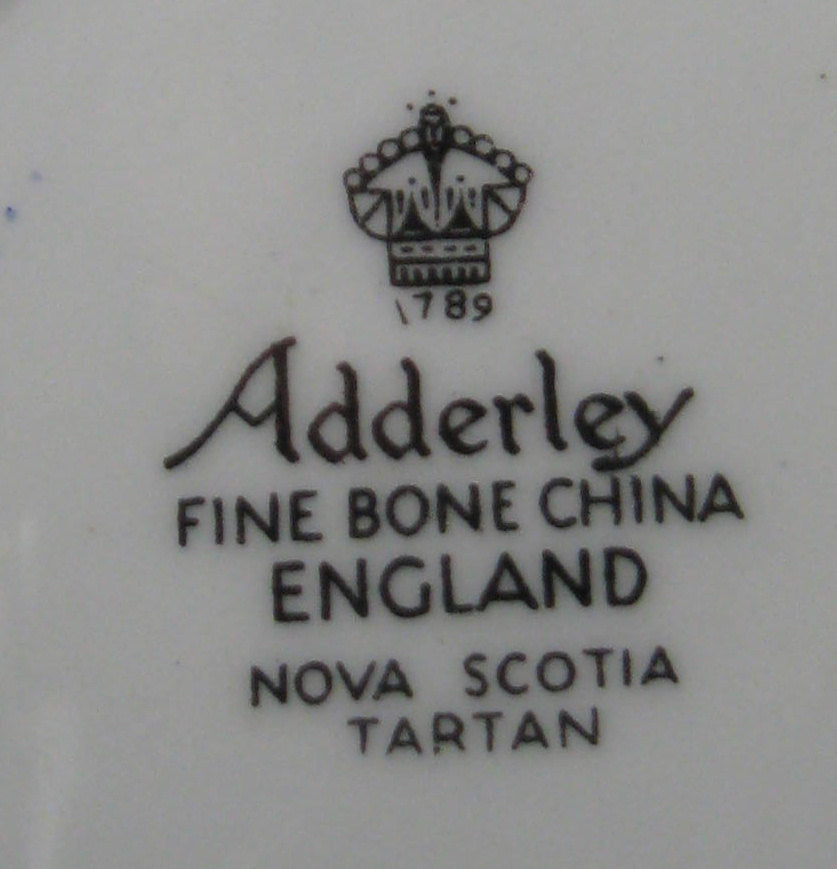 1789
Adderley
FINE BONE CHINA
ENGLAND
NOVA SCOTIA
TARTAN